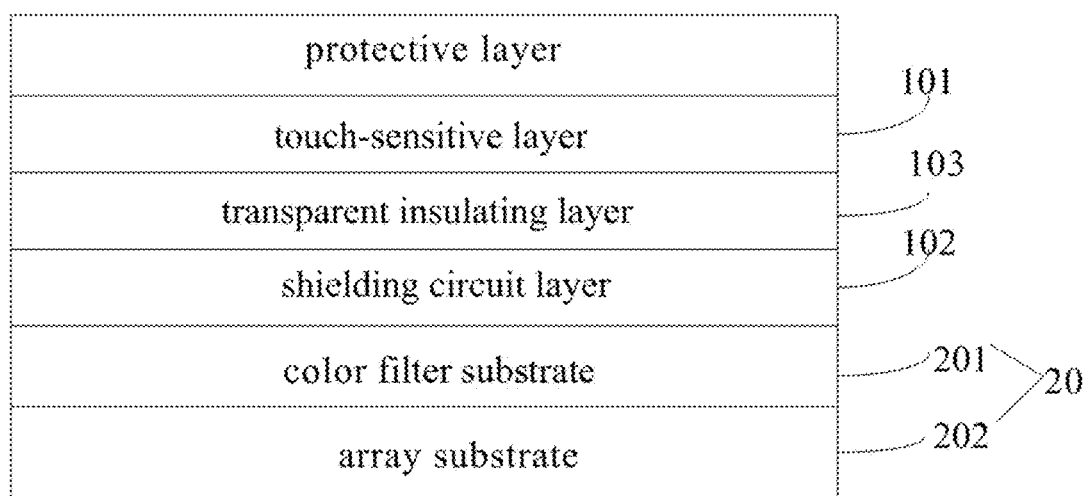 protective layer
101
touch-sensitive layer
103
transparent insulating layer
102
shielding circuit layer
201
color filter substrate
20
202
array substrate